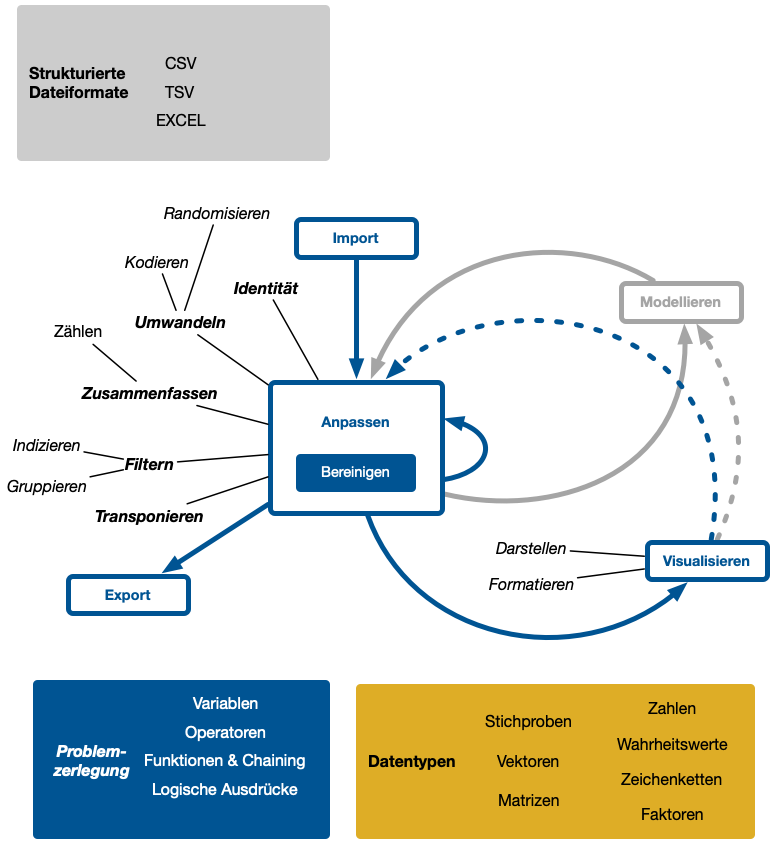 Strukturierte
Dateiformate
CSV
TSV
EXCEL
Randomisieren
Import
Kodieren
Identität
Modellieren
Umwandeln
Zählen
Zusammenfassen
Anpassen
Indizieren
Filtern
Bereinigen
Gruppieren
Transponieren
Darstellen
Visualisieren
Formatieren
Export
Problem-
zerlegung
Variablen
Operatoren
Funktionen & Chaining
Logische Ausdrücke
Datentypen
Stichproben
Vektoren
Matrizen
Zahlen
Wahrheitswerte
Zeichenketten
Faktoren